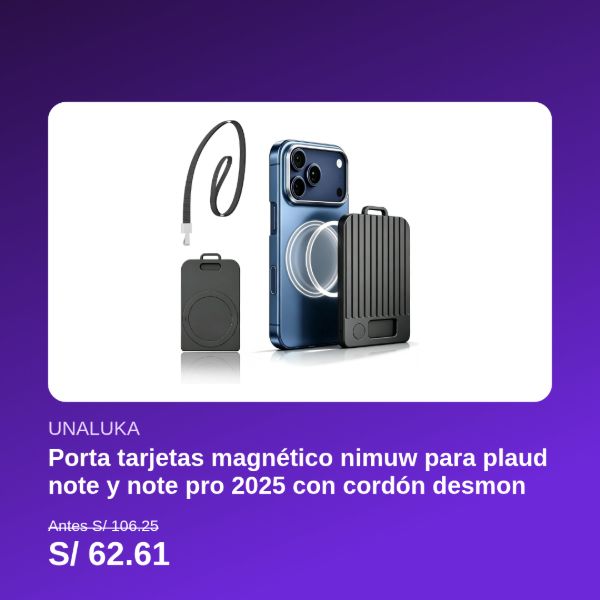 UNALUKA
Porta tarjetas magnético nimuw para plaud
note y note pro 2025 con cordón desmon
Antes S/ 106.25
S/ 62.61